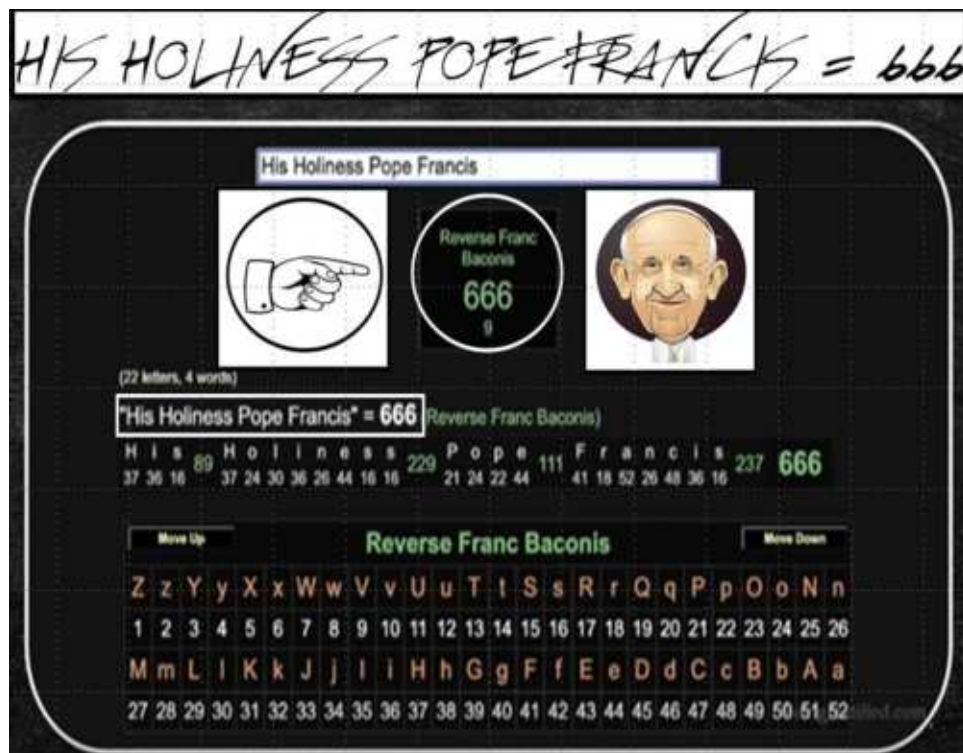 HIS HOLINESS POPE FRANCIS = 666
His Holiness Pope Francis
Reverse Franc
Baconis
666
9
(22 letters, 4 words)
"His Holiness Pope Francis" = 666 (Reverse Franc Baconis)
H i s 89 H o l i n e s s 229 P o p e 111 F r a n c i s 237 666
37 36 16 37 24 30 36 26 44 16 16 21 24 22 44 41 18 52 26 48 36 16
Move Up Reverse Franc Baconis Move Down
Z z Y y X x W w V v U u T t S s R r Q q P p O o N n
1 2 3 4 5 6 7 8 9 10 11 12 13 14 15 16 17 18 19 20 21 22 23 24 25 26
M m L l K k J j I i H h G g F f E e D d C c B b A a
27 28 29 30 31 32 33 34 35 36 37 38 39 40 41 42 43 44 45 46 47 48 49 50 51 52